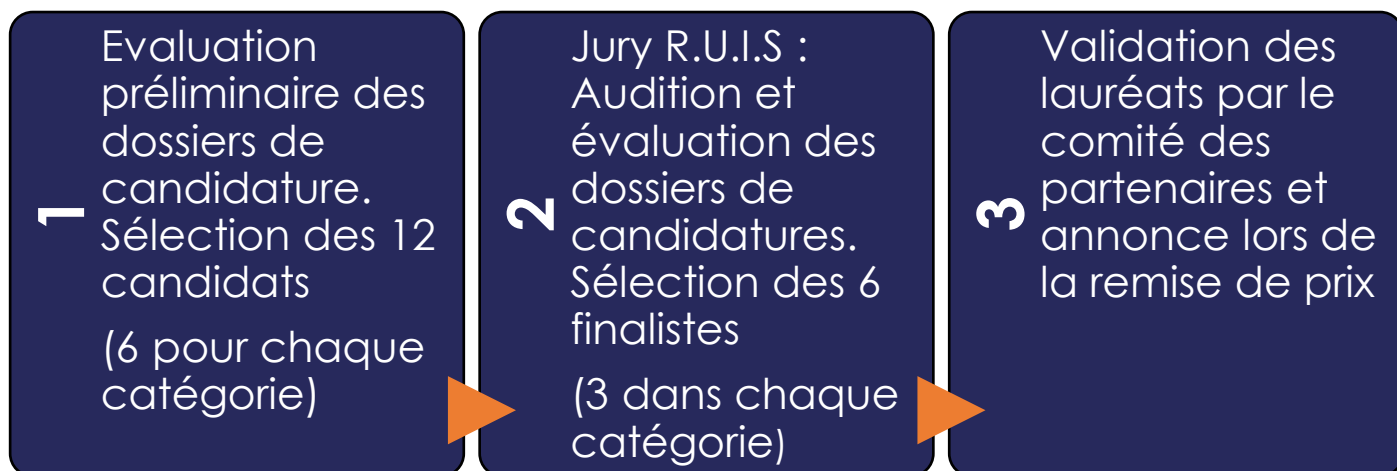 1
Evaluation
préliminaire des
dossiers de
candidature.
Sélection des 12
candidats
(6 pour chaque
catégorie)
2
Jury R.U.I.S :
Audition et
évaluation des
dossiers de
candidatures.
Sélection des 6
finalistes
(3 dans chaque
catégorie)
3
Validation des
lauréats par le
comité des
partenaires et
annonce lors de
la remise de prix